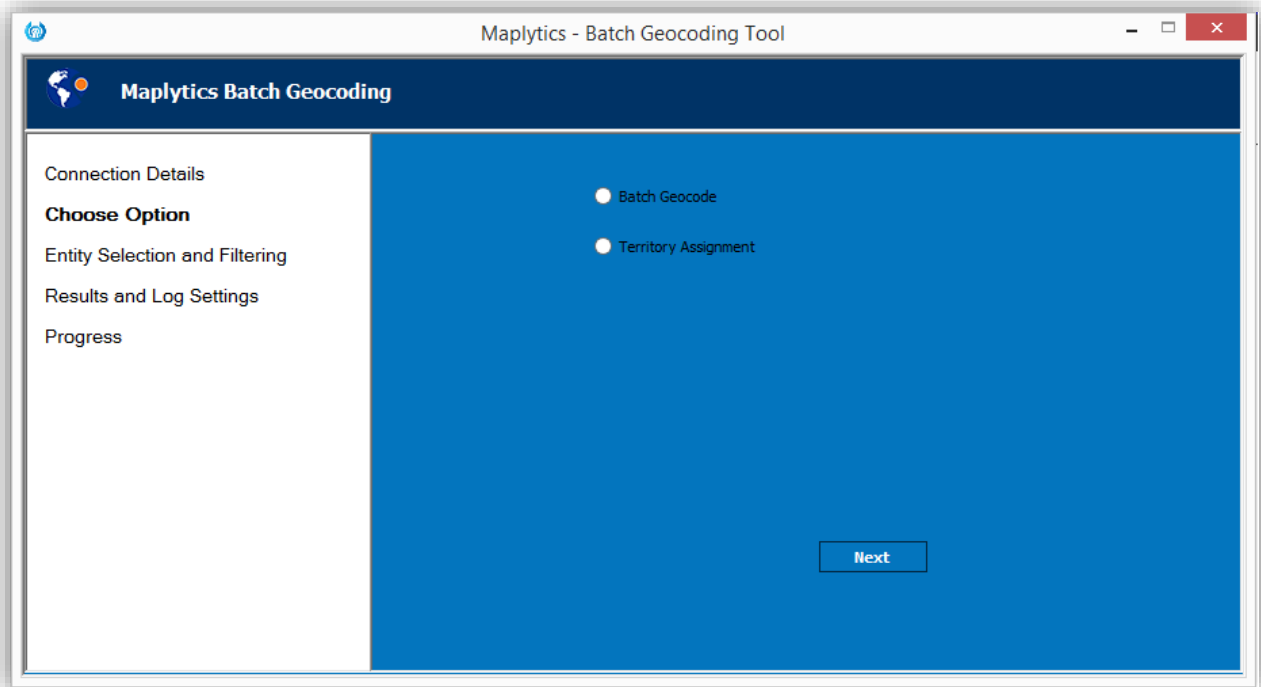 Maplytics - Batch Geocoding Tool
Maplytics Batch Geocoding
Connection Details
Choose Option
Entity Selection and Filtering
Results and Log Settings
Progress
Batch Geocode
Territory Assignment
Next